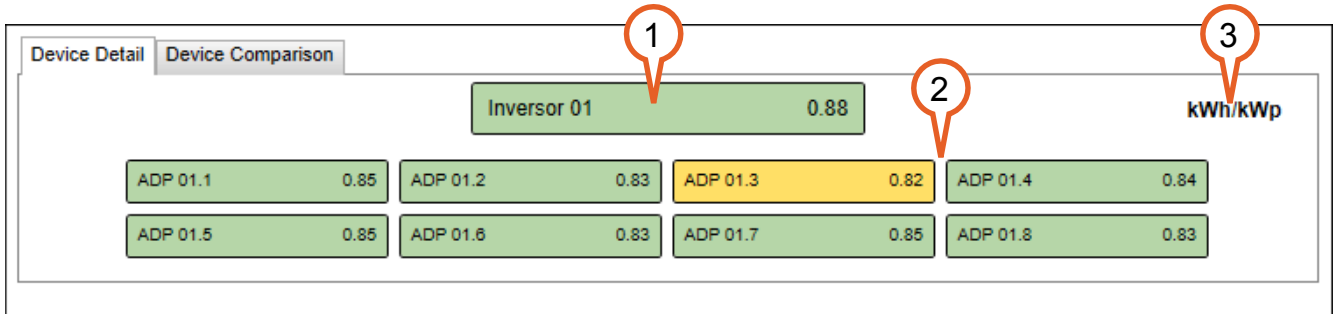 1
3
Device Detail
Device Comparison
2
Inversor 01 0.88
kWh/kWp
ADP 01.1 0.85
ADP 01.2 0.83
ADP 01.3 0.82
ADP 01.4 0.84
ADP 01.5 0.85
ADP 01.6 0.83
ADP 01.7 0.85
ADP 01.8 0.83